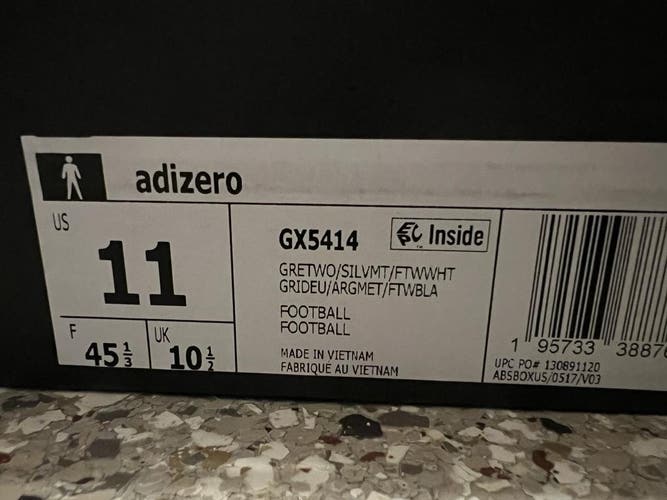 adizero
US
11
F
45 1/3
UK
10 1/2
GX5414
Inside
GRETWO/SILVMT/FTWWHT
GRIDEU/ARGMET/FTWBLA
FOOTBALL
FOOTBALL
MADE IN VIETNAM
FABRIQUÉ AU VIETNAM
1 95733 3887
UPC PO# 130891120
ABSBOXUS/0517/V03